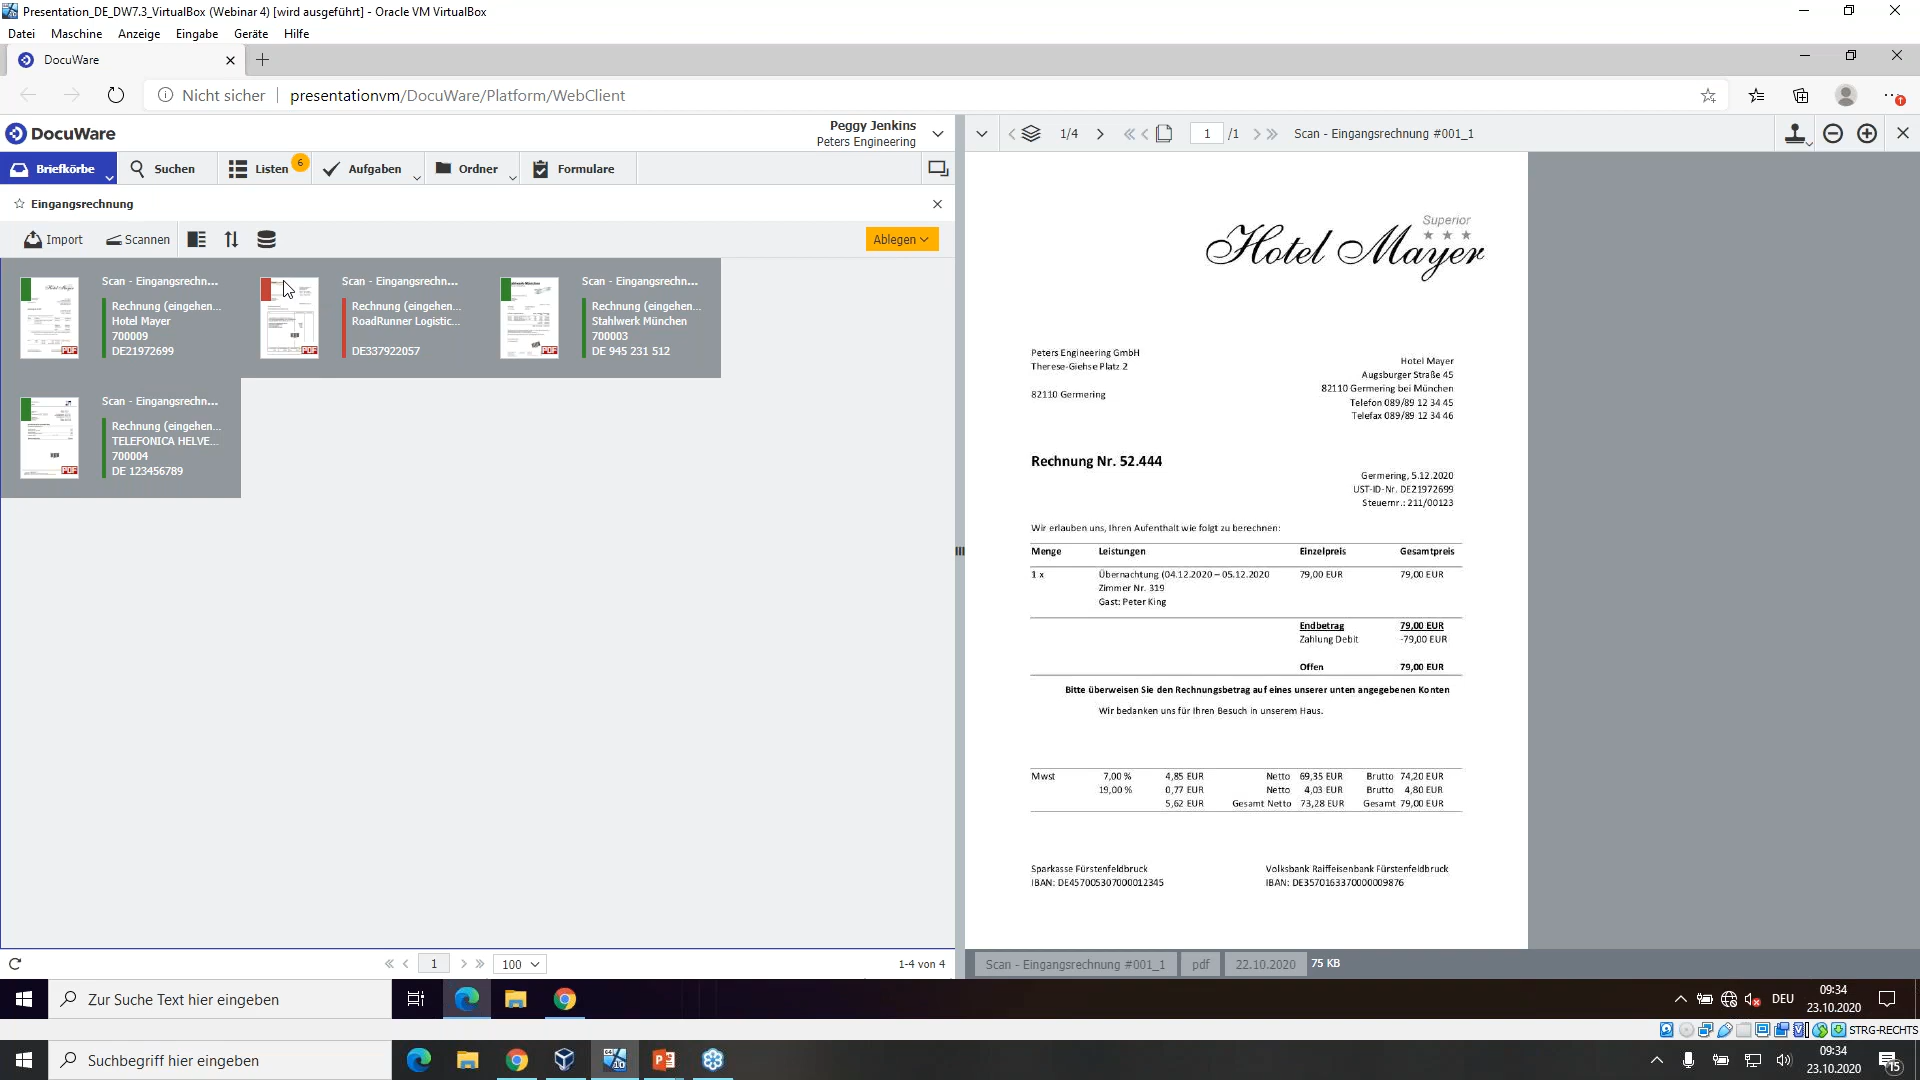 Presentation_DE_DW7.3_VirtualBox (Webinar 4) [wird ausgeführt] - Oracle VM VirtualBox
Datei Maschine Anzeige Eingabe Geräte Hilfe
DocuWare
Nicht sicher presentationvm/DocuWare/Platform/WebClient
DocuWare
Peggy Jenkins
Peters Engineering
1/4 1 /1 Scan - Eingangsrechnung #001_1
Briefkörbe Suchen Listen 6 Aufgaben Ordner Formulare
Eingangsrechnung
Import Scannen Ablegen
Scan - Eingangsrechn...
Rechnung (eingehen...
Hotel Mayer
700009
DE21972699
PDF
Scan - Eingangsrechn...
Rechnung (eingehen...
RoadRunner Logistic...
DE337922057
PDF
Scan - Eingangsrechn...
Rechnung (eingehen...
Stahlwerk München
700003
DE 945 231 512
PDF
Scan - Eingangsrechn...
Rechnung (eingehen...
TELEFONICA HELVE...
700004
DE 123456789
PDF
1 100 1-4 von 4
Superior
Hotel Mayer
Peters Engineering GmbH
Therese-Giehse Platz 2
82110 Germering
Hotel Mayer
Augsburger Straße 45
82110 Germering bei München
Telefon 089/89 12 34 45
Telefax 089/89 12 34 46
Rechnung Nr. 52.444
Germering, 5.12.2020
UST-ID-Nr. DE21972699
Steuernr.: 211/00123
Wir erlauben uns, Ihren Aufenthalt wie folgt zu berechnen:
Menge Leistungen Einzelpreis Gesamtpreis
1 x Übernachtung (04.12.2020 – 05.12.2020 79,00 EUR 79,00 EUR
Zimmer Nr. 319
Gast: Peter King
Endbetrag 79,00 EUR
Zahlung Debit -79,00 EUR
Offen 79,00 EUR
Bitte überweisen Sie den Rechnungsbetrag auf eines unserer unten angegebenen Konten
Wir bedanken uns für Ihren Besuch in unserem Haus.
Mwst 7,00 % 4,85 EUR Netto 69,35 EUR Brutto 74,20 EUR
19,00 % 0,77 EUR Netto 4,03 EUR Brutto 4,80 EUR
5,62 EUR Gesamt Netto 73,28 EUR Gesamt 79,00 EUR
Sparkasse Fürstenfeldbruck Volksbank Raiffeisenbank Fürstenfeldbruck
IBAN: DE457005307000012345 IBAN: DE3570163370000009876
Scan - Eingangsrechnung #001_1 pdf 22.10.2020 75 KB
Zur Suche Text hier eingeben
DEU
09:34
23.10.2020
STRG-RECHTS
Suchbegriff hier eingeben
09:34
23.10.2020
15